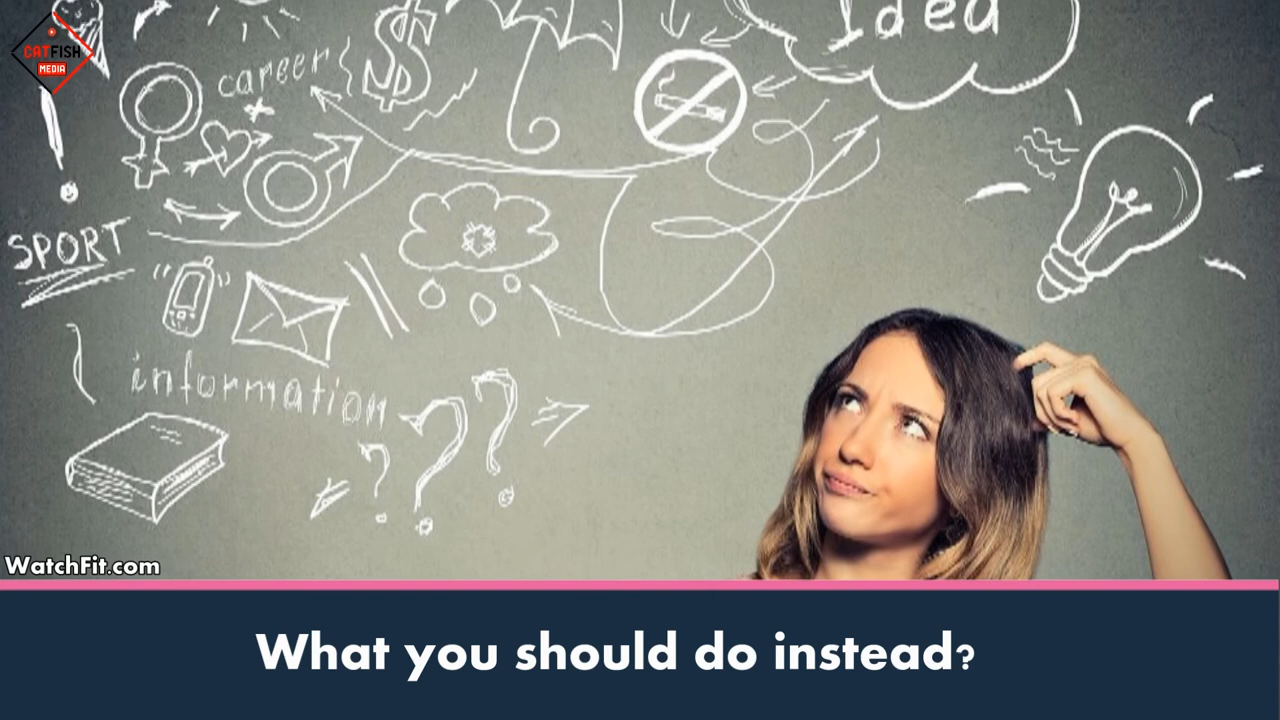 CATFISH
MEDIA
career
$
Idea
SPORT
information
? ? ?
WatchFit.com
What you should do instead?